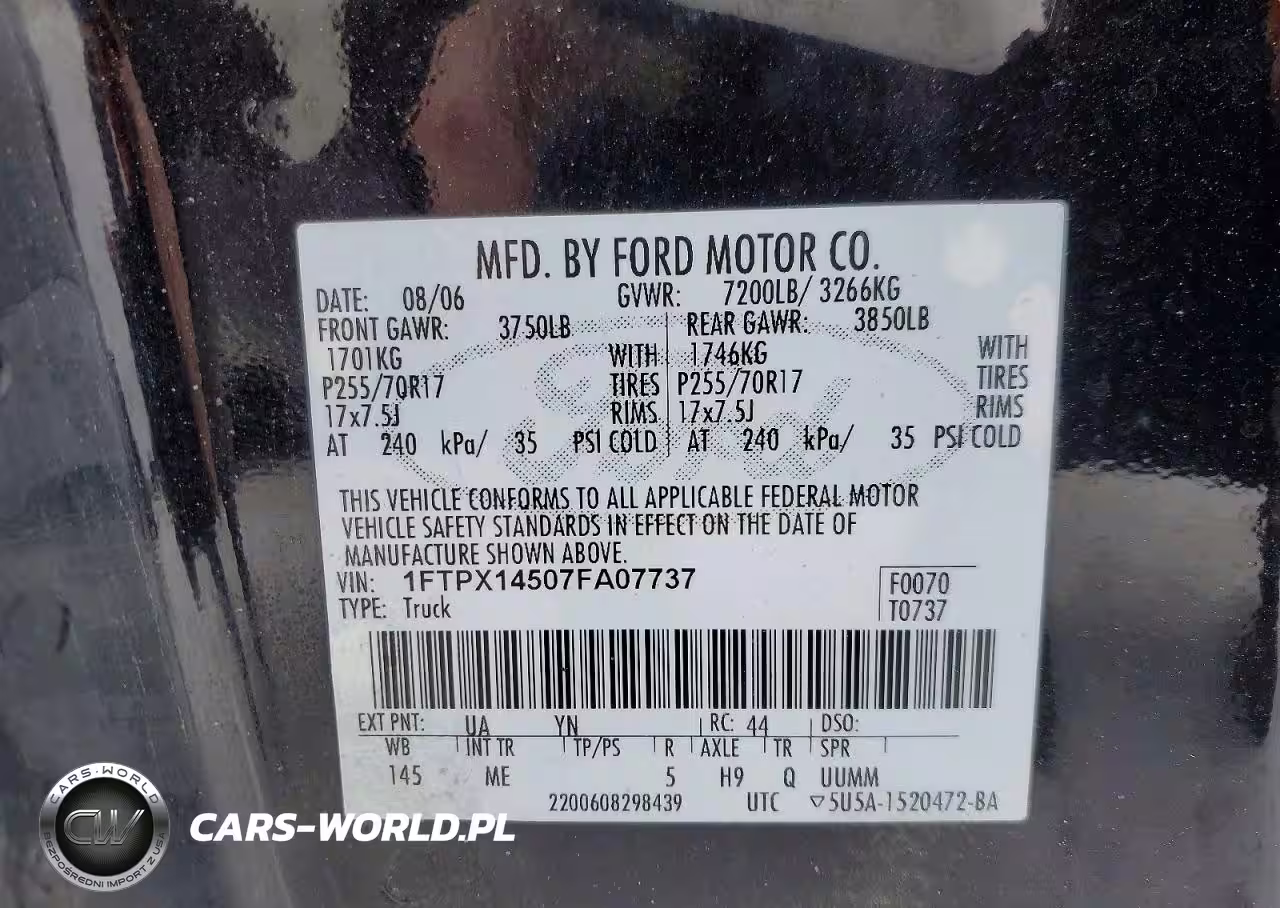 MFD. BY FORD MOTOR CO.
DATE: 08/06 GVWR: 7200LB/ 3266KG
FRONT GAWR: 3750LB REAR GAWR: 3850LB
1701KG WITH 1746KG WITH
P255/70R17 TIRES P255/70R17 TIRES
17x7.5J RIMS 17x7.5J RIMS
AT 240 kPa/ 35 PSI COLD AT 240 kPa/ 35 PSI COLD
THIS VEHICLE CONFORMS TO ALL APPLICABLE FEDERAL MOTOR
VEHICLE SAFETY STANDARDS IN EFFECT ON THE DATE OF
MANUFACTURE SHOWN ABOVE.
VIN: 1FTPX14507FA07737 F0070
TYPE: Truck T0737
EXT PNT: UA YN RC: 44 DSO:
WB INT TR TP/PS R AXLE TR SPR
145 ME 5 H9 Q UUMM
2200608298439 UTC ▽5U5A-1520472-BA
CARS-WORLD
CW
BEZPOŚREDNI IMPORT Z USA
CARS-WORLD.PL